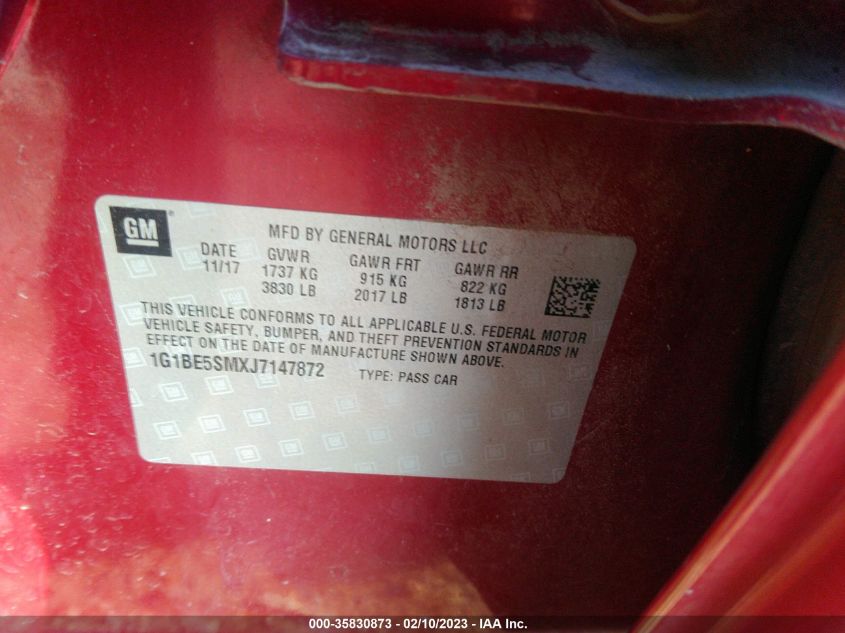 GM ®
MFD BY GENERAL MOTORS LLC
DATE GVWR GAWR FRT GAWR RR
11/17 1737 KG 915 KG 822 KG
3830 LB 2017 LB 1813 LB
THIS VEHICLE CONFORMS TO ALL APPLICABLE U.S. FEDERAL MOTOR
VEHICLE SAFETY, BUMPER, AND THEFT PREVENTION STANDARDS IN
EFFECT ON THE DATE OF MANUFACTURE SHOWN ABOVE.
1G1BE5SMXJ7147872 TYPE: PASS CAR
000-35830873 - 02/10/2023 - IAA Inc.